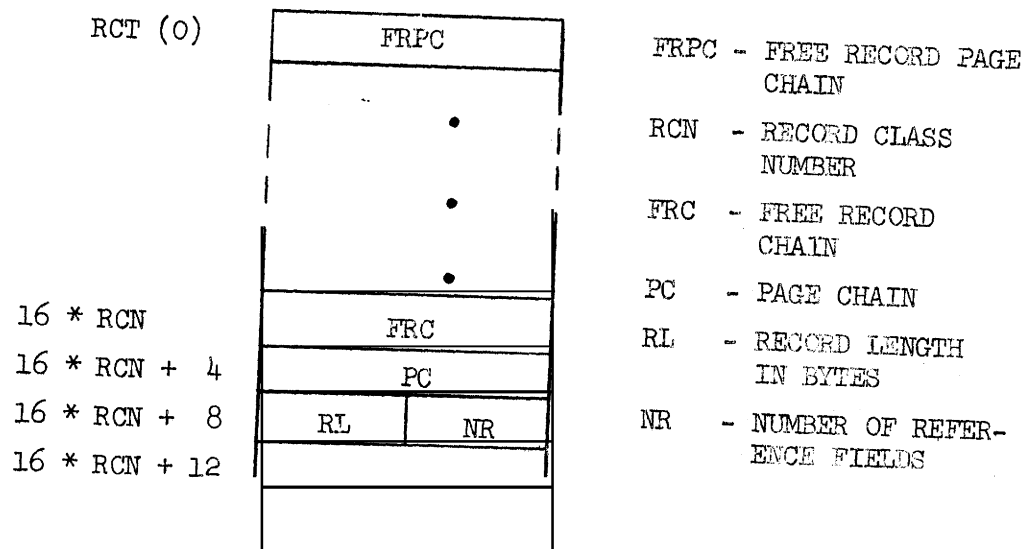 RCT (0)
FRPC
16 * RCN
FRC
16 * RCN + 4
PC
16 * RCN + 8
RL
NR
16 * RCN + 12
FRPC - FREE RECORD PAGE
CHAIN
RCN - RECORD CLASS
NUMBER
FRC - FREE RECORD
CHAIN
PC - PAGE CHAIN
RL - RECORD LENGTH
IN BYTES
NR - NUMBER OF REFER-
ENCE FIELDS